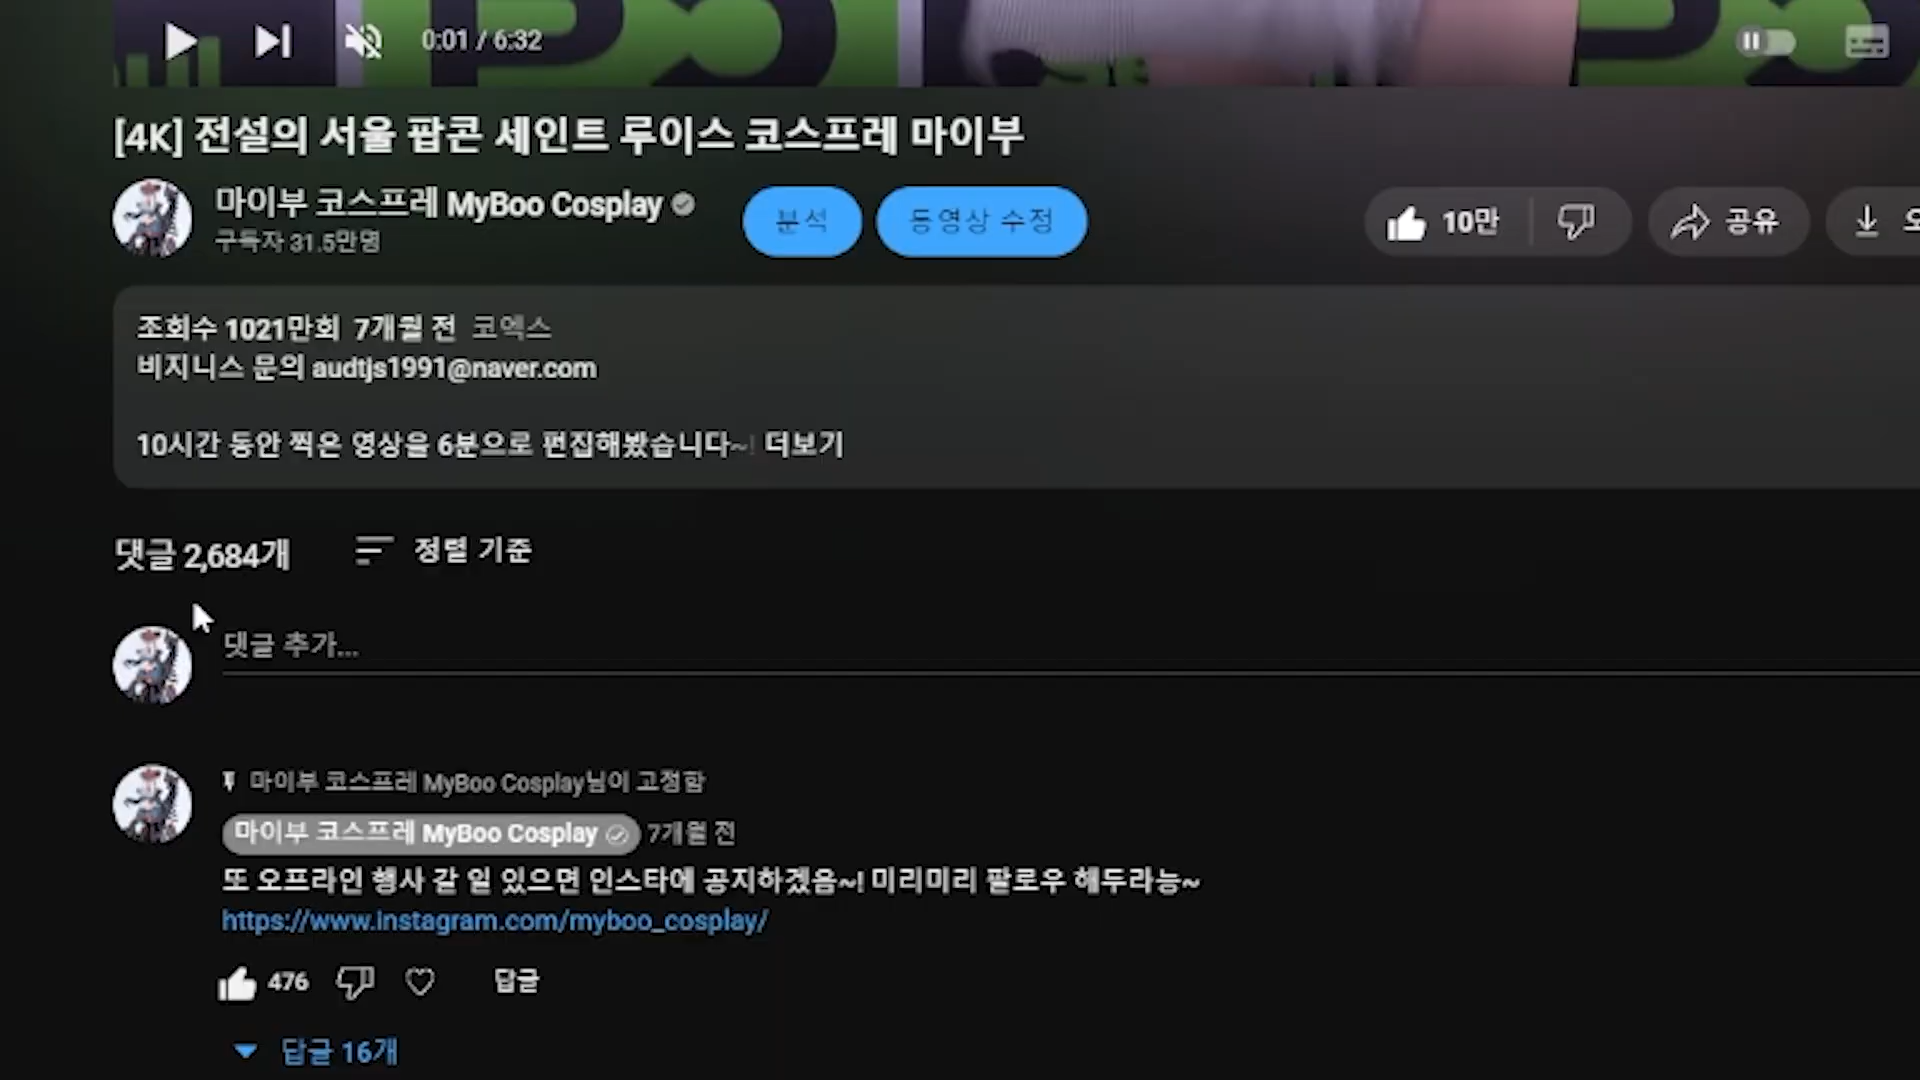 0:01 / 6:32
[4K] 전설의 서울 팝콘 세인트 루이스 코스프레 마이부
마이부 코스프레 MyBoo Cosplay
구독자 31.5만명
분석
동영상 수정
10만
공유
조회수 1021만회 7개월 전 코엑스
비지니스 문의 audtjs1991@naver.com
10시간 동안 찍은 영상을 6분으로 편집해봤습니다~! 더보기
댓글 2,684개
정렬 기준
댓글 추가...
마이부 코스프레 MyBoo Cosplay님이 고정함
마이부 코스프레 MyBoo Cosplay 7개월 전
또 오프라인 행사 갈 일 있으면 인스타에 공지하겠음~! 미리미리 팔로우 해두라능~
https://www.instagram.com/myboo_cosplay/
476
답글
답글 16개